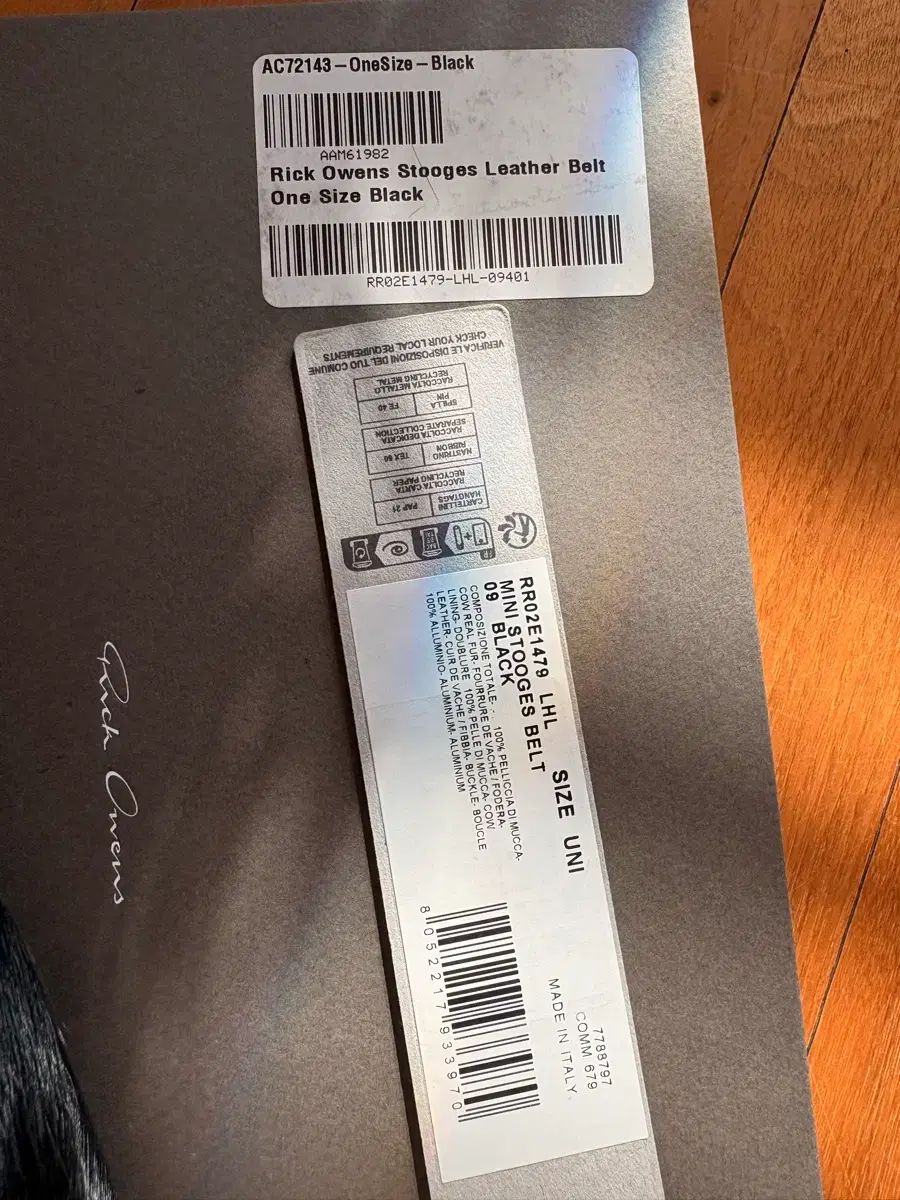 AC72143 – OneSize – Black
AAM61982
Rick Owens Stooges Leather Belt
One Size Black
RR02E1479-LHL-09401
VERIFICA LE DISPOSIZIONI DEL TUO COMUNE
CHECK YOUR LOCAL REQUIREMENTS
SPILLA
PIN
FE 40
RACCOLTA METALLO
RECYCLING METAL
NASTRINO
RIBBON
TEX 60
RACCOLTA DEDICATA
SEPARATE COLLECTION
CARTELLINI
HANGTAGS
PAP 21
RACCOLTA CARTA
RECYCLING PAPER
FR
RR02E1479 LHL SIZE UNI
MINI STOOGES BELT
09 BLACK
COMPOSIZIONE TOTALE- : 100% PELLICCIA DI MUCCA-
COW REAL FUR- FOURRURE DE VACHE / FODERA-
LINING- DOUBLURE 100% PELLE DI MUCCA- COW
LEATHER- CUIR DE VACHE / FIBBIA- BUCKLE- BOUCLE
100% ALLUMINIO- ALUMINIUM- ALUMINIUM
8052217933970
7788797
COMM 679
MADE IN ITALY
Rick Owens